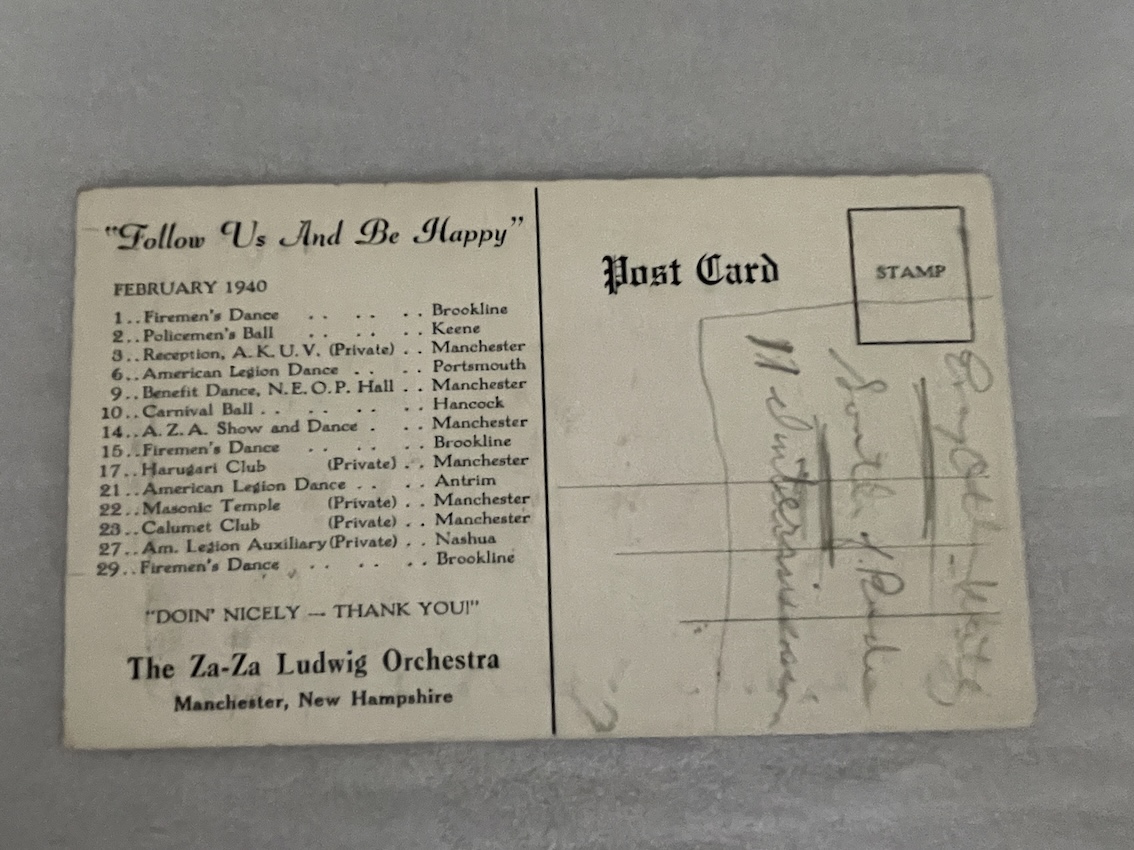 "Follow Us And Be Happy"
FEBRUARY 1940
1.. Firemen's Dance .. .. .. .. Brookline
2.. Policemen's Ball .. .. .. .. Keene
3.. Reception, A.K.U.V. (Private) .. Manchester
6.. American Legion Dance .. .. .. Portsmouth
9.. Benefit Dance, N.E.O.P. Hall .. Manchester
10.. Carnival Ball .. .. .. .. .. Hancock
14.. A.Z.A. Show and Dance . .. .. Manchester
15.. Firemen's Dance .. .. .. .. Brookline
17.. Harugari Club (Private) .. Manchester
21.. American Legion Dance .. .. .. Antrim
22.. Masonic Temple (Private) .. Manchester
23.. Calumet Club (Private) .. Manchester
27.. Am. Legion Auxiliary (Private) .. Nashua
29.. Firemen's Dance .. .. .. .. Brookline
"DOIN' NICELY — THANK YOU!"
The Za-Za Ludwig Orchestra
Manchester, New Hampshire
Post Card
STAMP